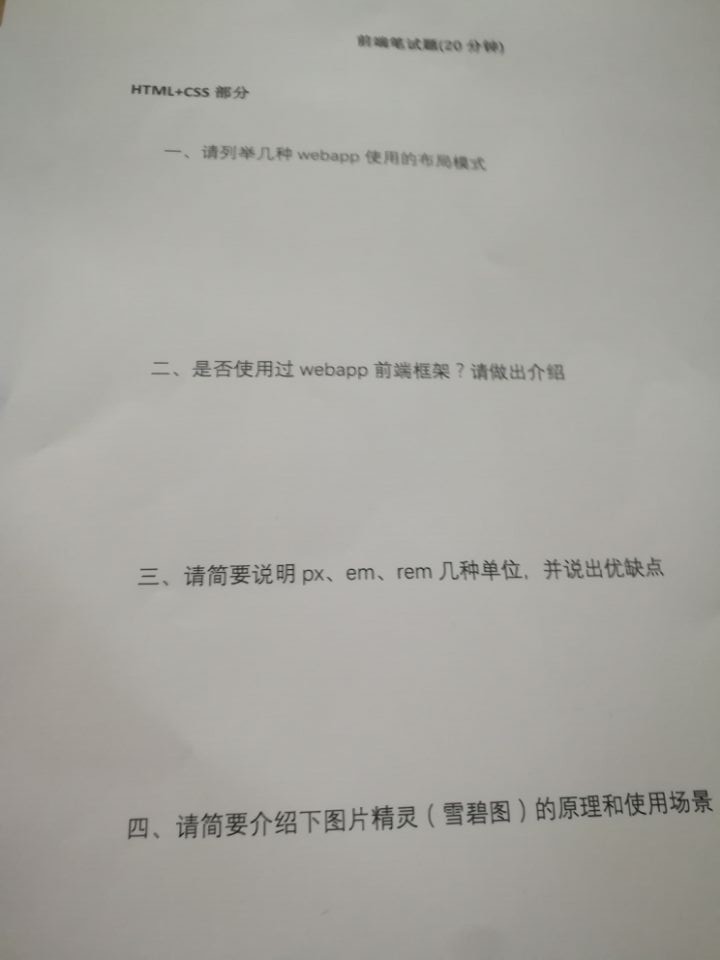 前端笔试题(20 分钟)
HTML+CSS 部分
一、请列举几种 webapp 使用的布局模式
二、是否使用过 webapp 前端框架？请做出介绍
三、请简要说明 px、em、rem 几种单位，并说出优缺点
四、请简要介绍下图片精灵（雪碧图）的原理和使用场景